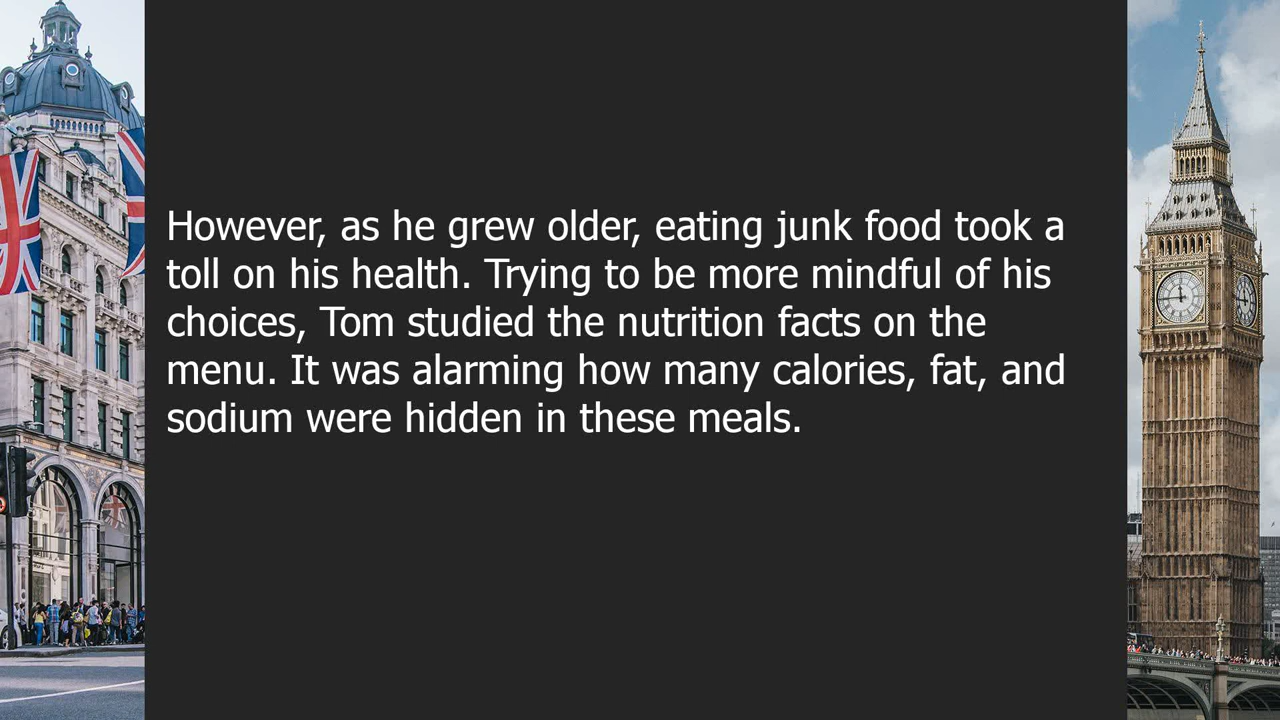 However, as he grew older, eating junk food took a
toll on his health. Trying to be more mindful of his
choices, Tom studied the nutrition facts on the
menu. It was alarming how many calories, fat, and
sodium were hidden in these meals.